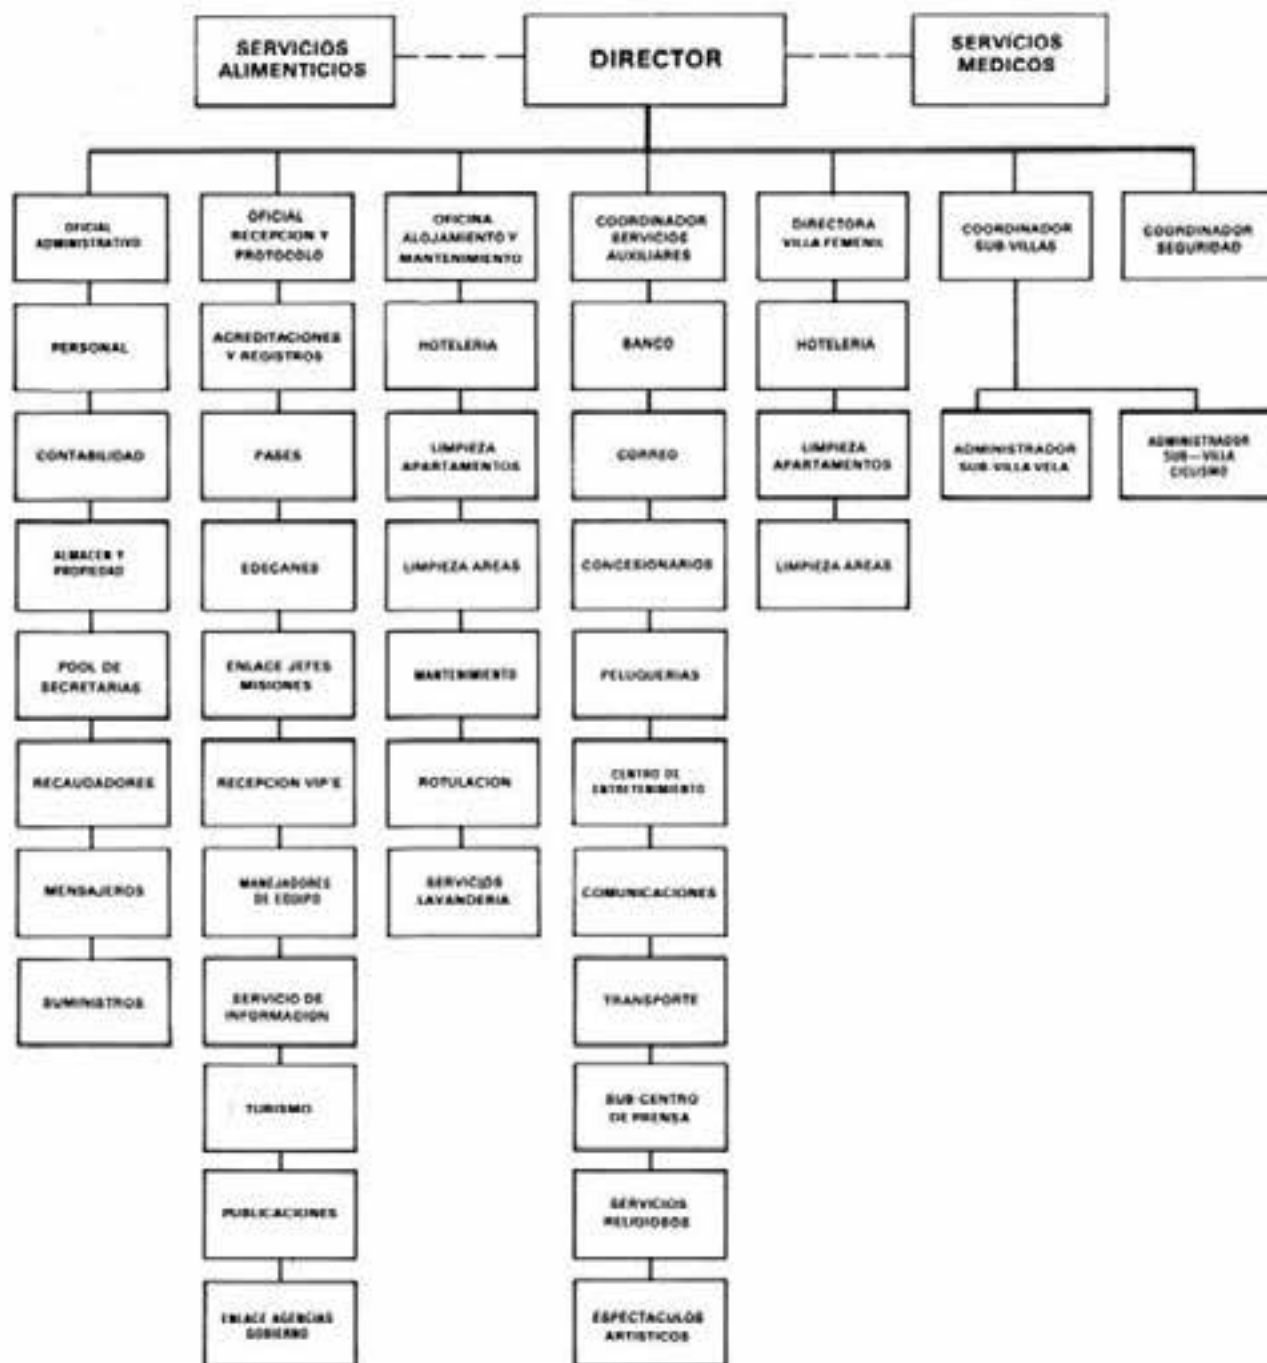 SERVICIOS
ALIMENTICIOS
DIRECTOR
SERVICIOS
MEDICOS
OFICIAL
ADMINISTRATIVO
PERSONAL
CONTABILIDAD
ALMACEN Y
PROPIEDAD
POOL DE
SECRETARIAS
RECAUDADORES
MENSAJEROS
SUMINISTROS
OFICIAL
RECEPCION Y
PROTOCOLO
ACREDITACIONES
Y REGISTROS
PASES
EDECANES
ENLACE JEFES
MISIONES
RECEPCION VIP'S
MANEJADORES
DE EQUIPO
SERVICIO DE
INFORMACION
TURISMO
PUBLICACIONES
ENLACE AGENCIAS
GOBIERNO
OFICINA
ALOJAMIENTO Y
MANTENIMIENTO
HOTELERIA
LIMPIEZA
APARTAMENTOS
LIMPIEZA AREAS
MANTENIMIENTO
ROTULACION
SERVICIOS
LAVANDERIA
COORDINADOR
SERVICIOS
AUXILIARES
BANCO
CORREO
CONCESIONARIOS
PELUQUERIAS
CENTRO DE
ENTRETENIMIENTO
COMUNICACIONES
TRANSPORTE
SUB-CENTRO
DE PRENSA
SERVICIOS
RELIGIOSOS
ESPECTACULOS
ARTISTICOS
DIRECTORA
VILLA FEMENIL
HOTELERIA
LIMPIEZA
APARTAMENTOS
LIMPIEZA AREAS
COORDINADOR
SUB-VILLAS
ADMINISTRADOR
SUB-VILLA VELA
ADMINISTRADOR
SUB—VILLA
CICLISMO
COORDINADOR
SEGURIDAD